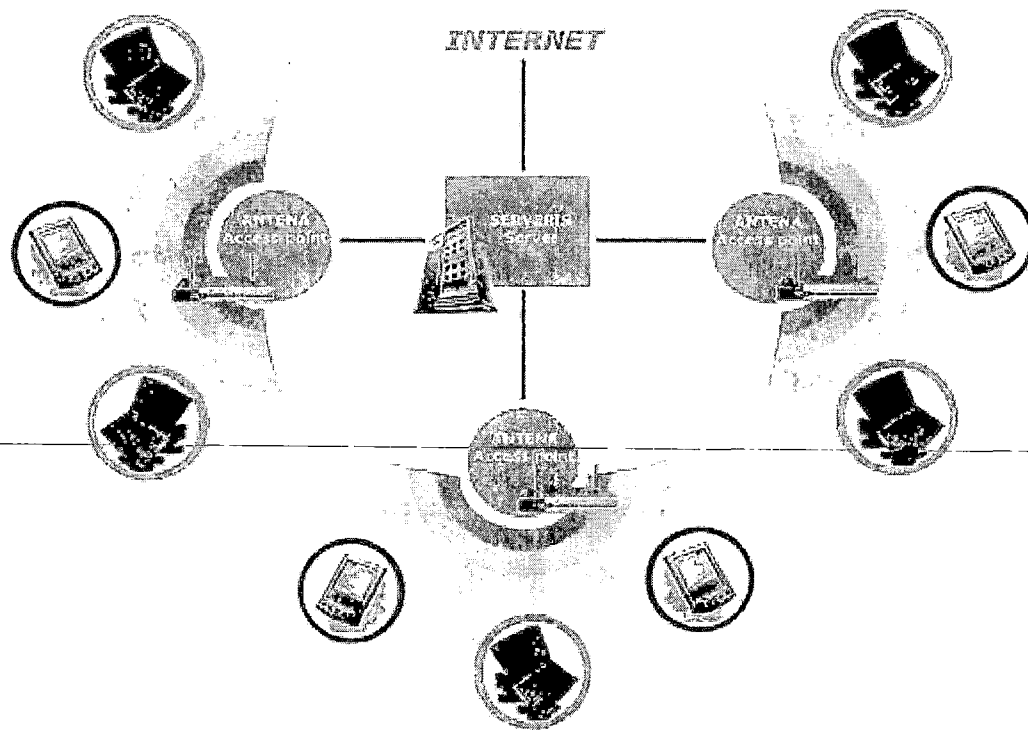 INTERNET
ANTENA
Access point
SERVERIS
Server
ANTENA
Access point
ANTENA
Access point